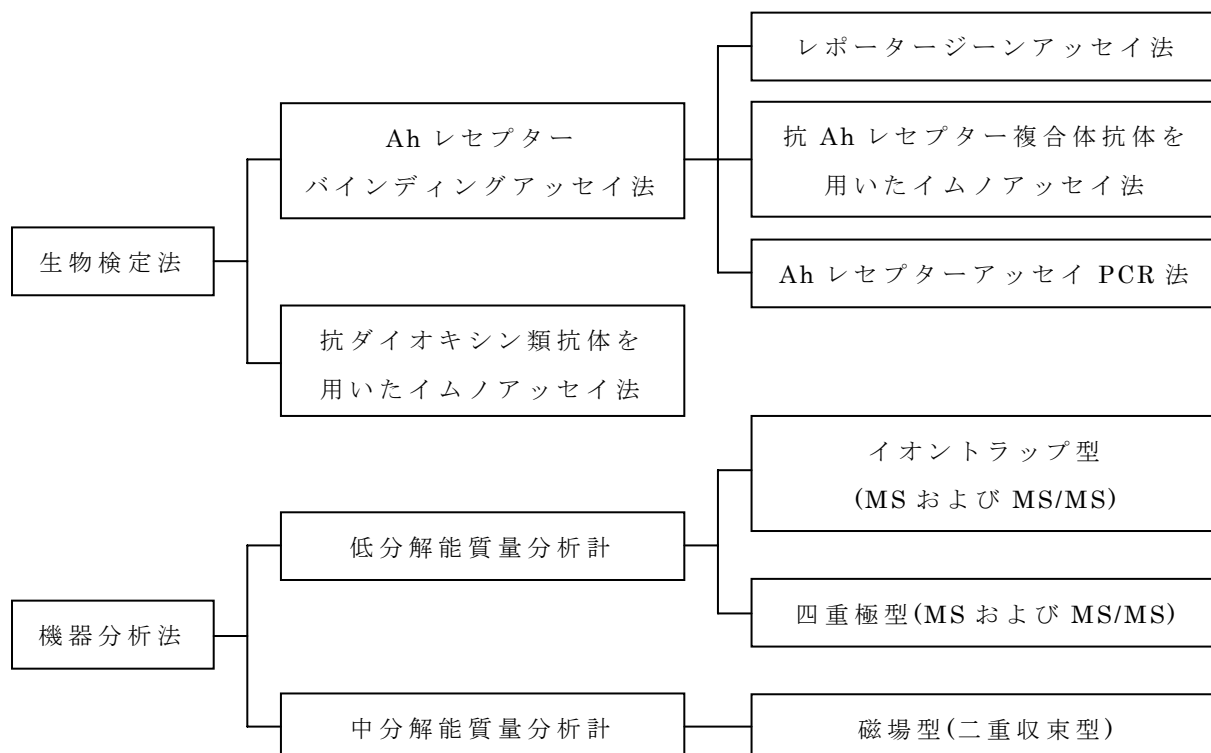 レポータージーンアッセイ法
Ah レセプター
バインディングアッセイ法
抗 Ah レセプター複合体抗体を
用いたイムノアッセイ法
生物検定法
Ah レセプターアッセイ PCR 法
抗ダイオキシン類抗体を
用いたイムノアッセイ法
イオントラップ型
(MS および MS/MS)
低分解能質量分析計
四重極型(MS および MS/MS)
機器分析法
中分解能質量分析計
磁場型(二重収束型)